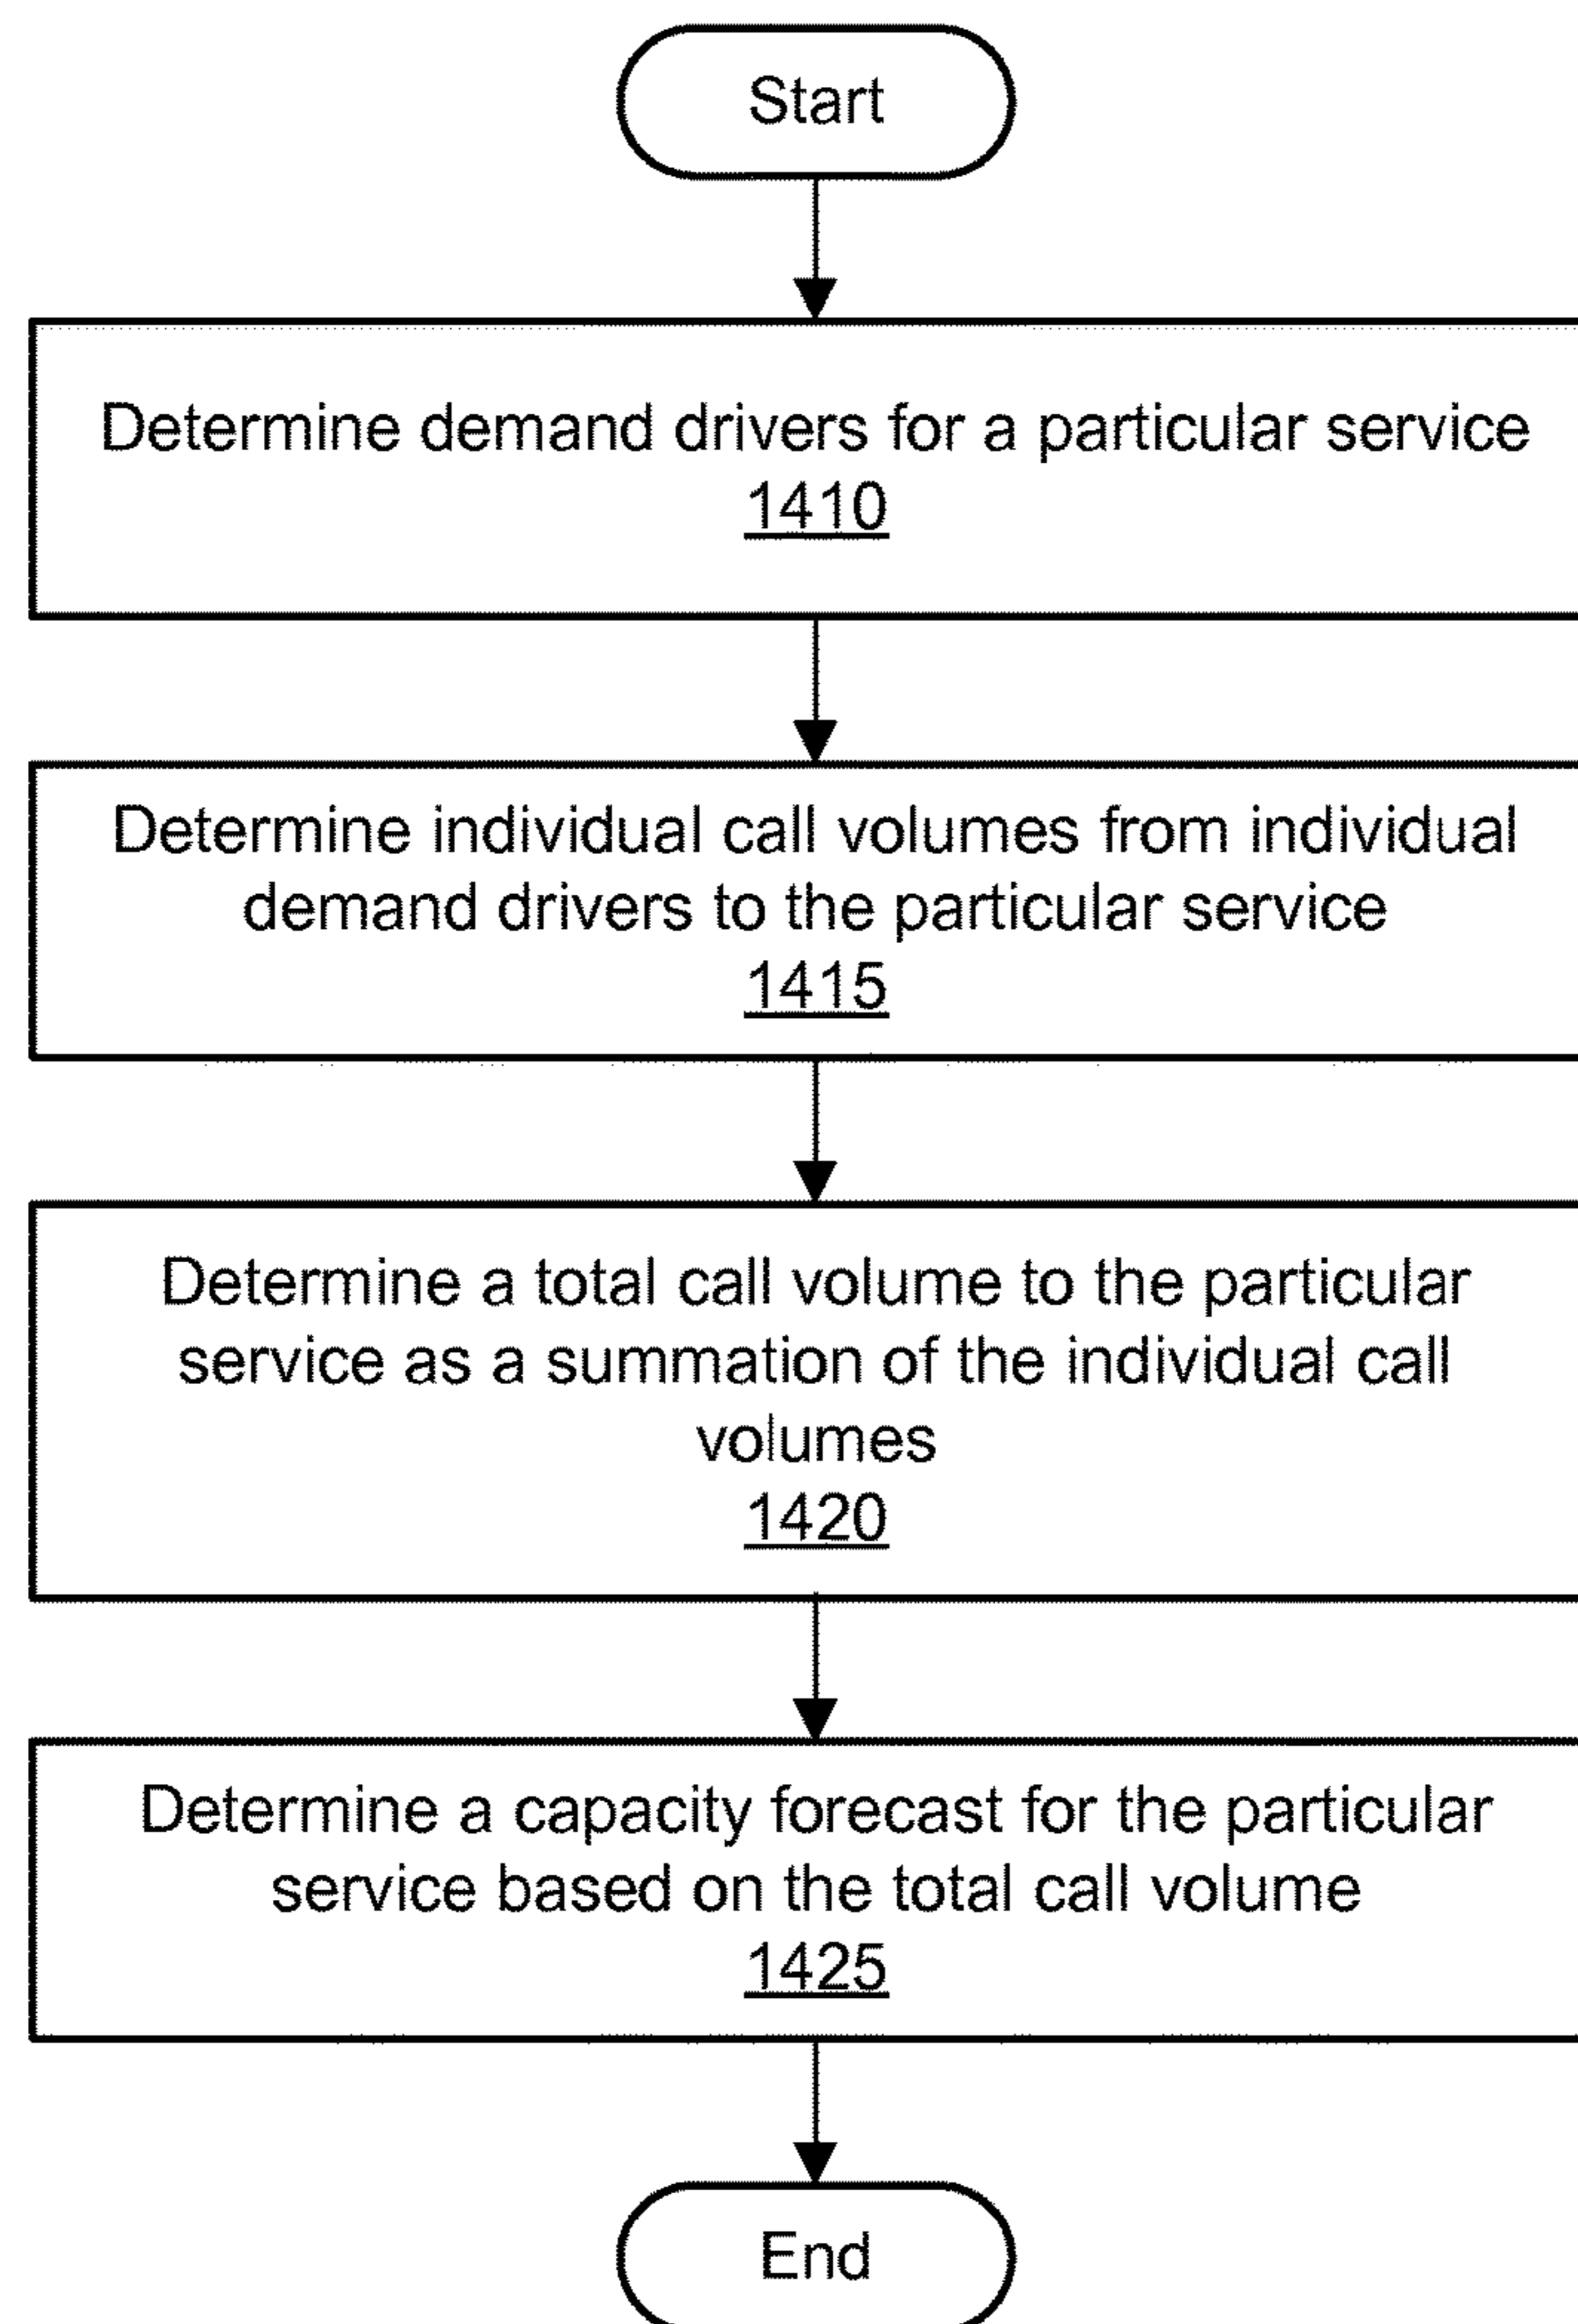 Start
Determine demand drivers for a particular service
1410
Determine individual call volumes from individual
demand drivers to the particular service
1415
Determine a total call volume to the particular
service as a summation of the individual call
volumes
1420
Determine a capacity forecast for the particular
service based on the total call volume
1425
End